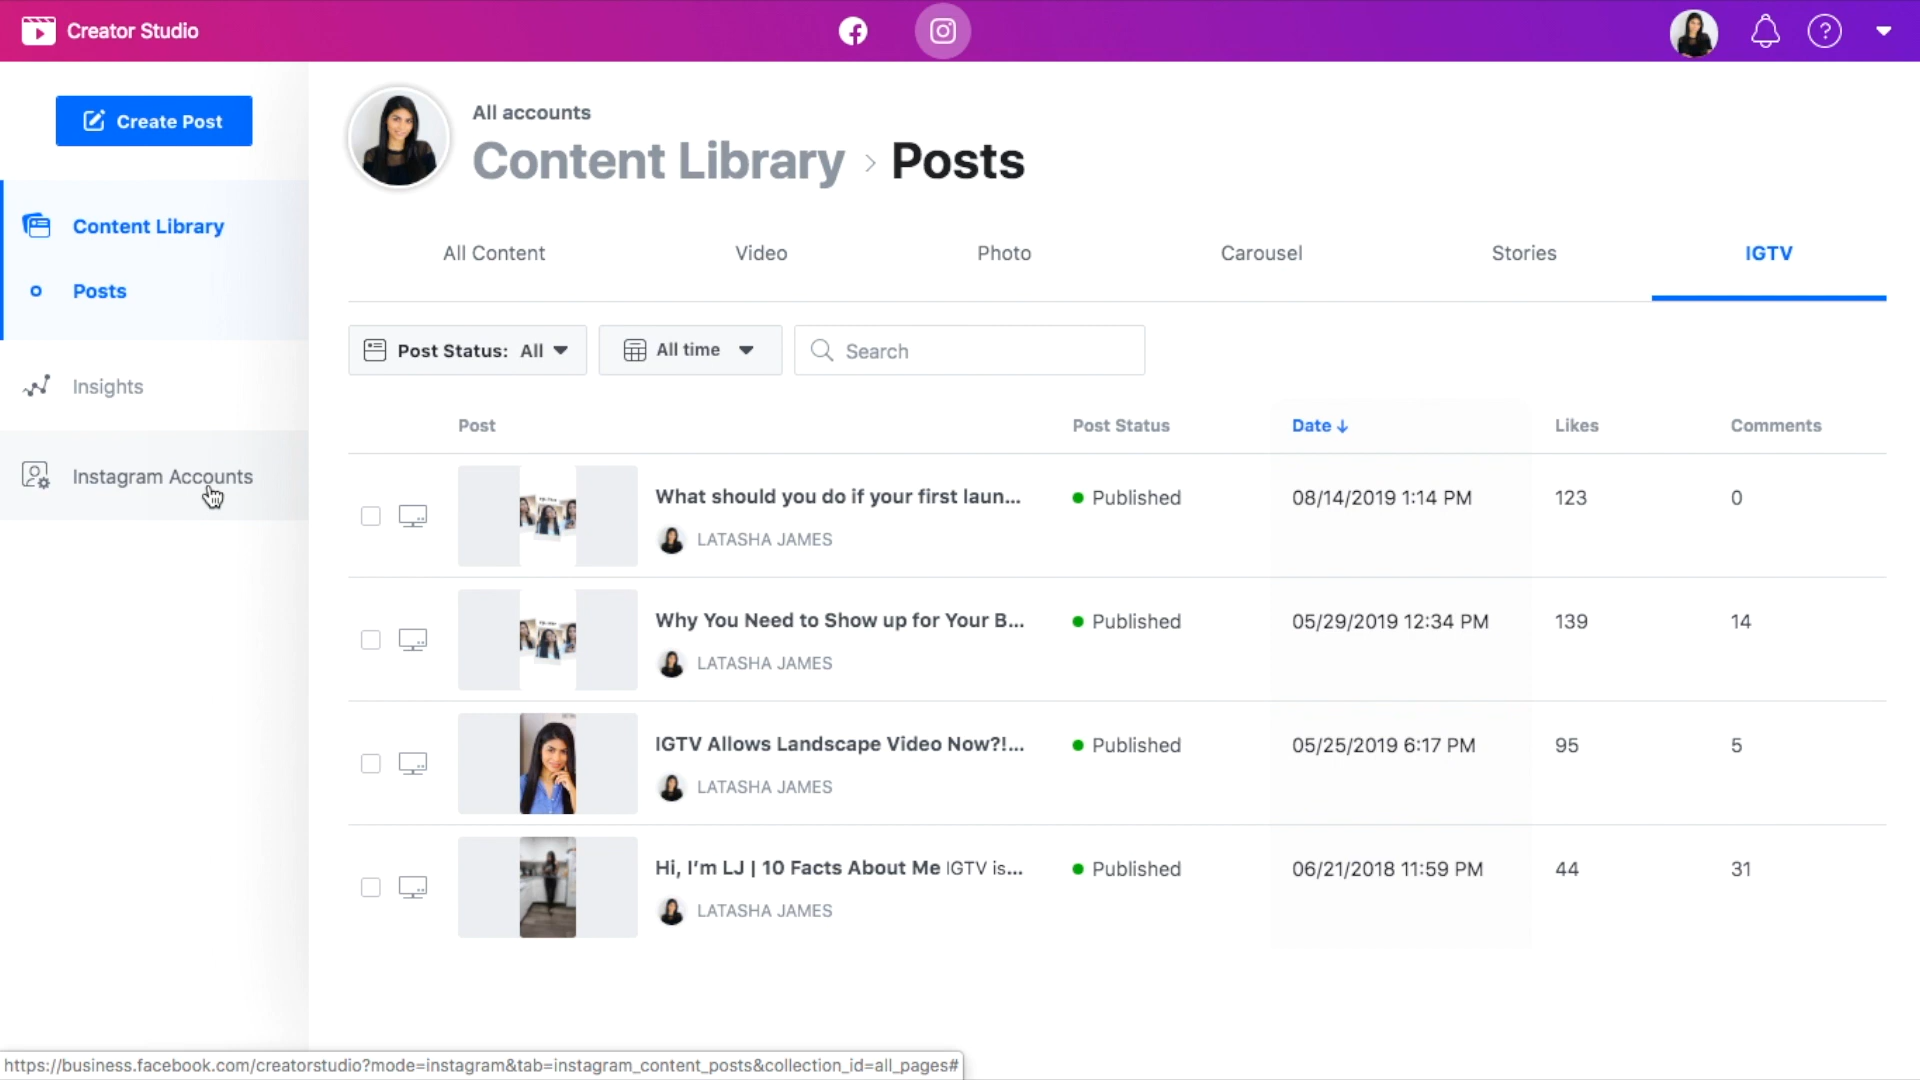 Creator Studio
?
Create Post
All accounts
Content Library > Posts
Content Library
Posts
Insights
Instagram Accounts
All Content Video Photo Carousel Stories IGTV
Post Status: All All time Search
Post Post Status Date ↓ Likes Comments
What should you do if your first laun... Published 08/14/2019 1:14 PM 123 0
LATASHA JAMES
Why You Need to Show up for Your B... Published 05/29/2019 12:34 PM 139 14
LATASHA JAMES
IGTV Allows Landscape Video Now?!... Published 05/25/2019 6:17 PM 95 5
LATASHA JAMES
Hi, I'm LJ | 10 Facts About Me IGTV is... Published 06/21/2018 11:59 PM 44 31
LATASHA JAMES
https://business.facebook.com/creatorstudio?mode=instagram&tab=instagram_content_posts&collection_id=all_pages#